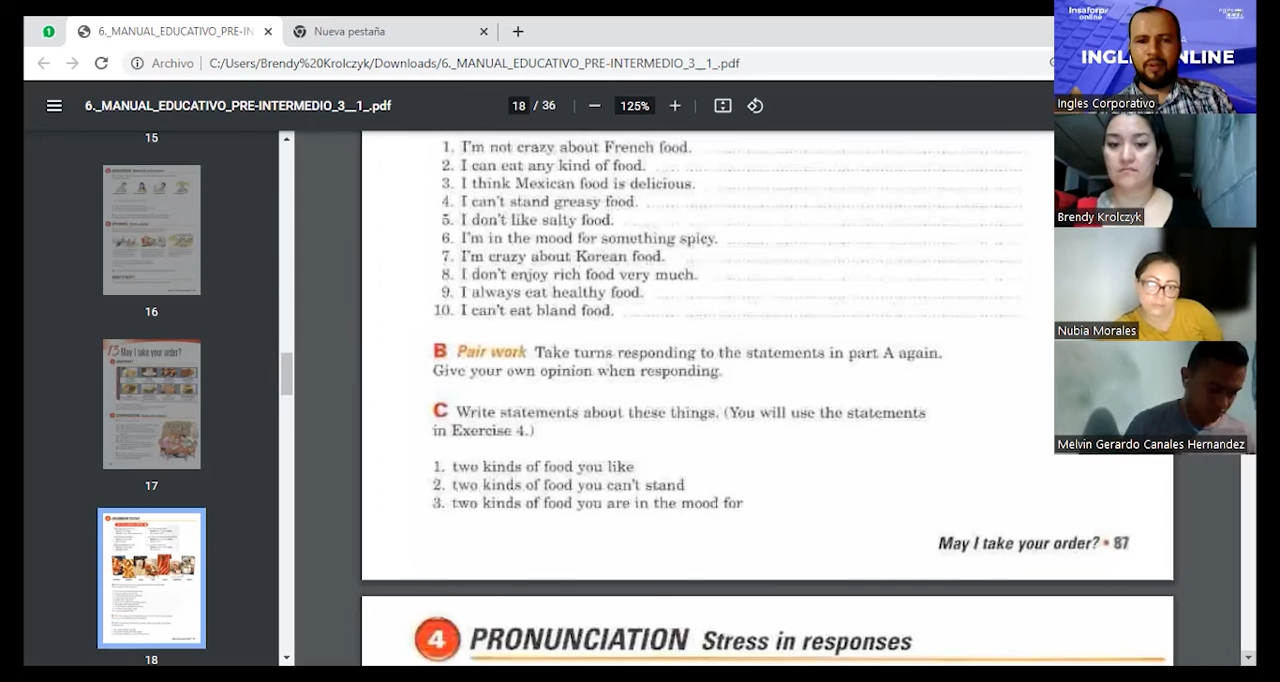 6._MANUAL_EDUCATIVO_PRE-IN
Nueva pestaña
Archivo C:/Users/Brendy%20Krolczyk/Downloads/6._MANUAL_EDUCATIVO_PRE-INTERMEDIO_3__1_.pdf
6._MANUAL_EDUCATIVO_PRE-INTERMEDIO_3__1_.pdf
18 / 36
125%
15
16
13 May I take your order?
17
18
1. I'm not crazy about French food.
2. I can eat any kind of food.
3. I think Mexican food is delicious.
4. I can't stand greasy food.
5. I don't like salty food.
6. I'm in the mood for something spicy.
7. I'm crazy about Korean food.
8. I don't enjoy rich food very much.
9. I always eat healthy food.
10. I can't eat bland food.
B Pair work Take turns responding to the statements in part A again.
Give your own opinion when responding.
C Write statements about these things. (You will use the statements
in Exercise 4.)
1. two kinds of food you like
2. two kinds of food you can't stand
3. two kinds of food you are in the mood for
May I take your order? • 87
4 PRONUNCIATION Stress in responses
Insaforp
online
Ingles Corporativo
Brendy Krolczyk
Nubia Morales
Melvin Gerardo Canales Hernandez